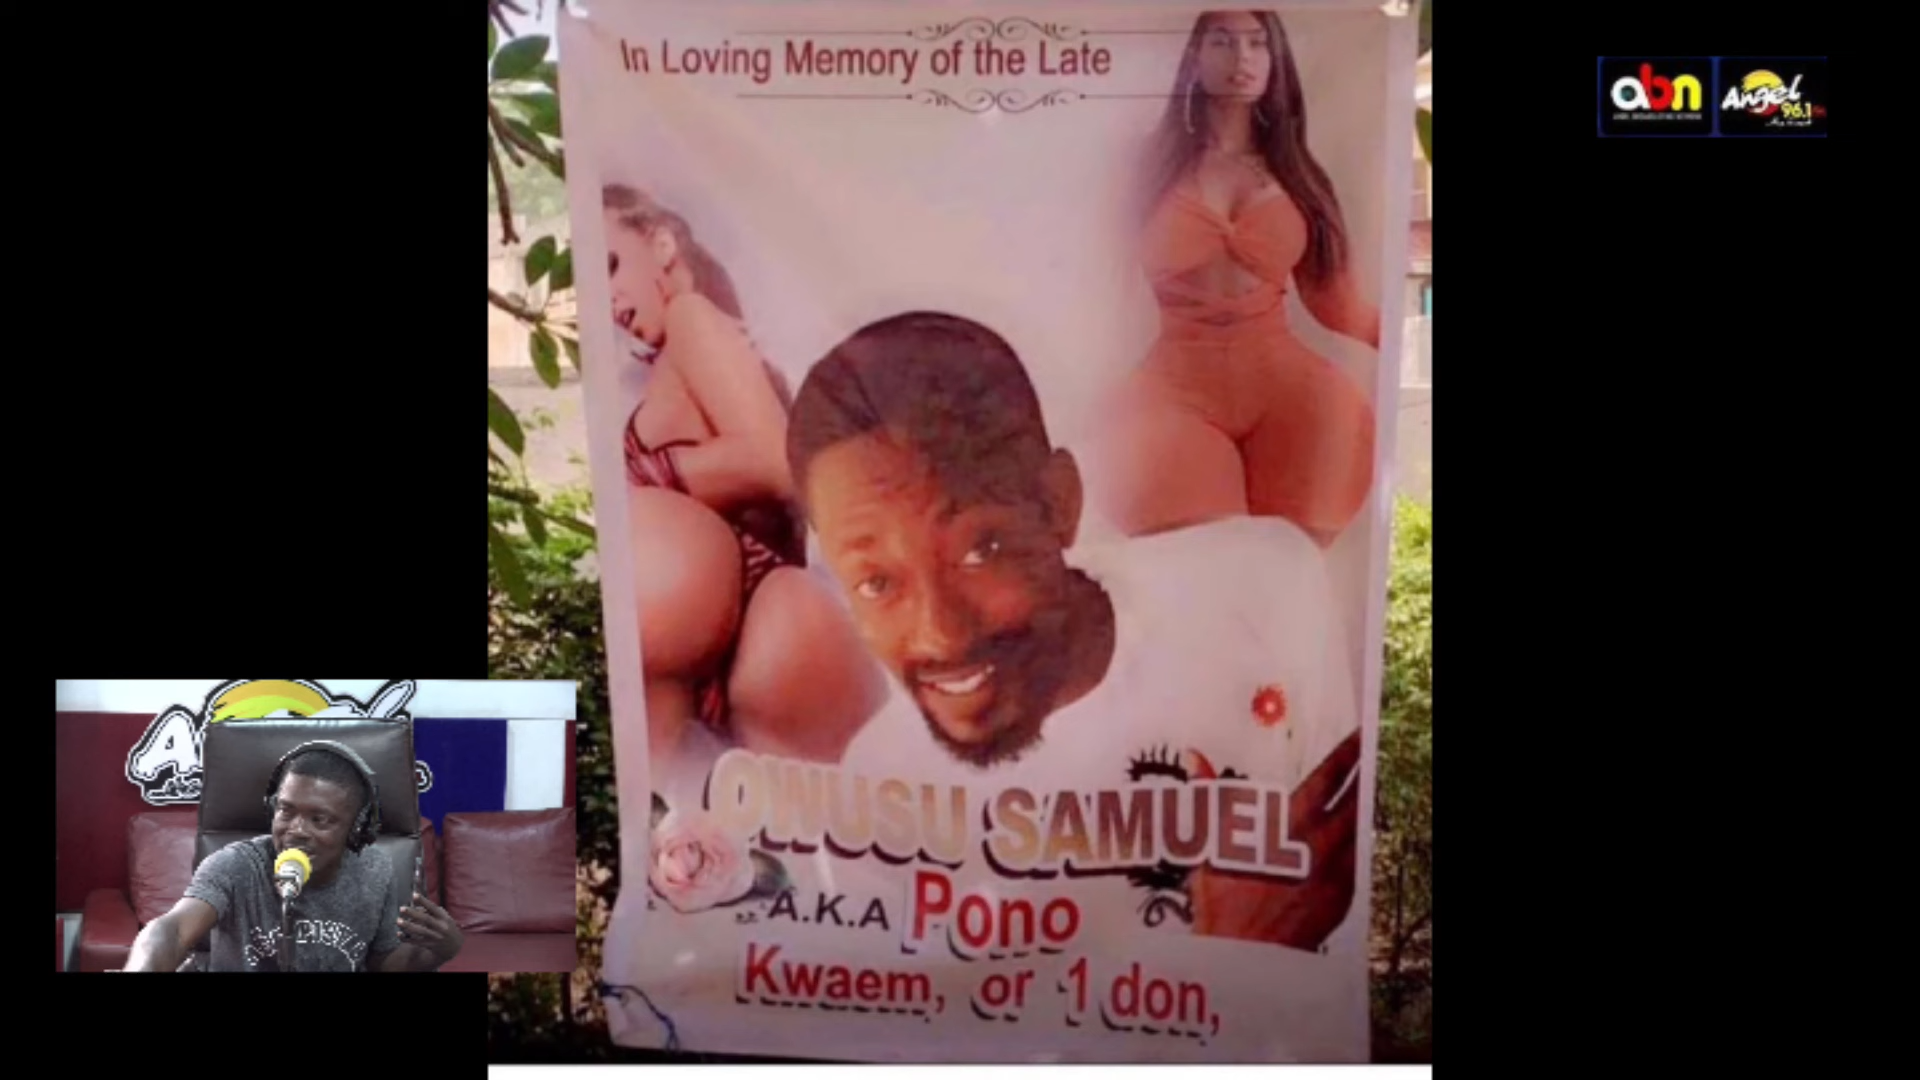 In Loving Memory of the Late
abn
Angel
96.1
OWUSU SAMUEL
A.K.A Pono
Kwaem, or 1 don,